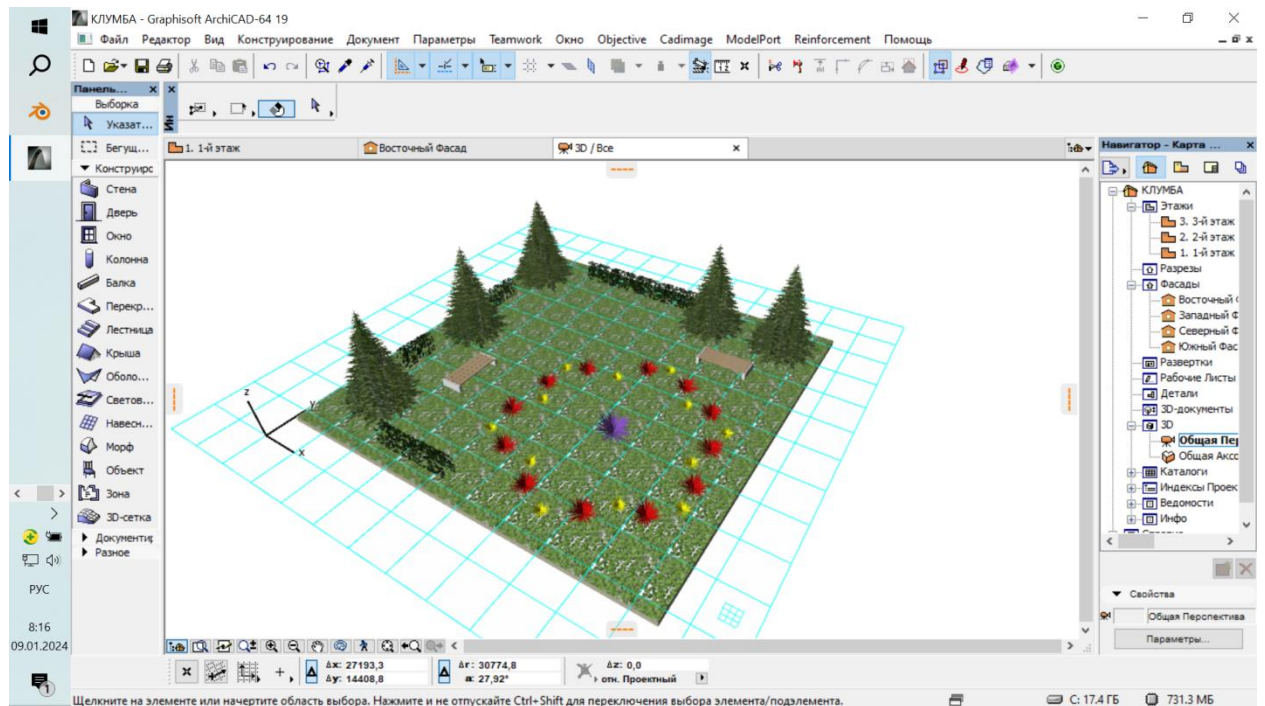 КЛУМБА - Graphisoft ArchiCAD-64 19
Файл Редактор Вид Конструирование Документ Параметры Teamwork Окно Objective Cadimage ModelPort Reinforcement Помощь
Панель...
Выборка
Указат...
Бегущ...
Конструирс
Стена
Дверь
Окно
Колонна
Балка
Перекр...
Лестница
Крыша
Оболо...
Светов...
Навесн...
Морф
Объект
Зона
3D-сетка
Документир
Разное
Ин
1. 1-й этаж
Восточный Фасад
3D / Все
z
y
x
Навигатор - Карта ...
КЛУМБА
Этажи
3. 3-й этаж
2. 2-й этаж
1. 1-й этаж
Разрезы
Фасады
Восточный
Западный Ф
Северный Ф
Южный Фас
Развертки
Рабочие Листы
Детали
3D-документы
3D
Общая Пер
Общая Аксо
Каталоги
Индексы Проек
Ведомости
Инфо
Свойства
Общая Перспектива
Параметры...
РУС
8:16
09.01.2024
1
Δx: 27193,3
Δy: 14408,8
Δr: 30774,8
α: 27,92°
Δz: 0,0
отн. Проектный
Щелкните на элементе или начертите область выбора. Нажмите и не отпускайте Ctrl+Shift для переключения выбора элемента/подэлемента.
C: 17.4 ГБ
731.3 МБ